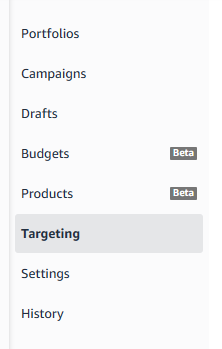 Portfolios
Campaigns
Drafts
Budgets Beta
Products Beta
Targeting
Settings
History